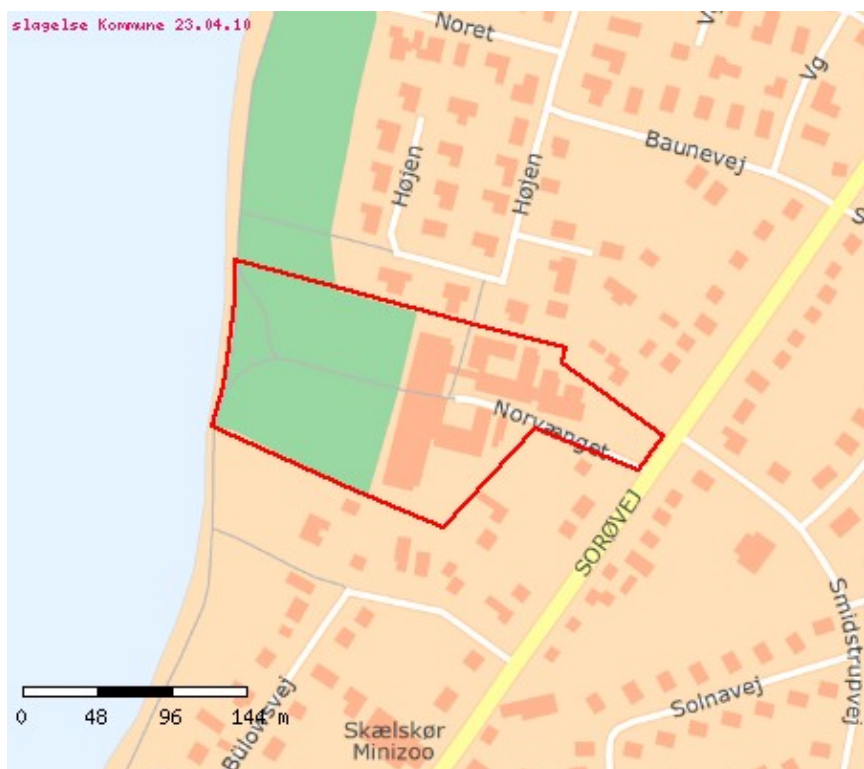 slagelse Kommune 23.04.10
Noret
Vg
Baunevej
Højen
Højen
Norvænget
SORØVEJ
Smidstrupvej
Solnavej
0 48 96 144 m
Bülowsvej
Skælskør
Minizoo